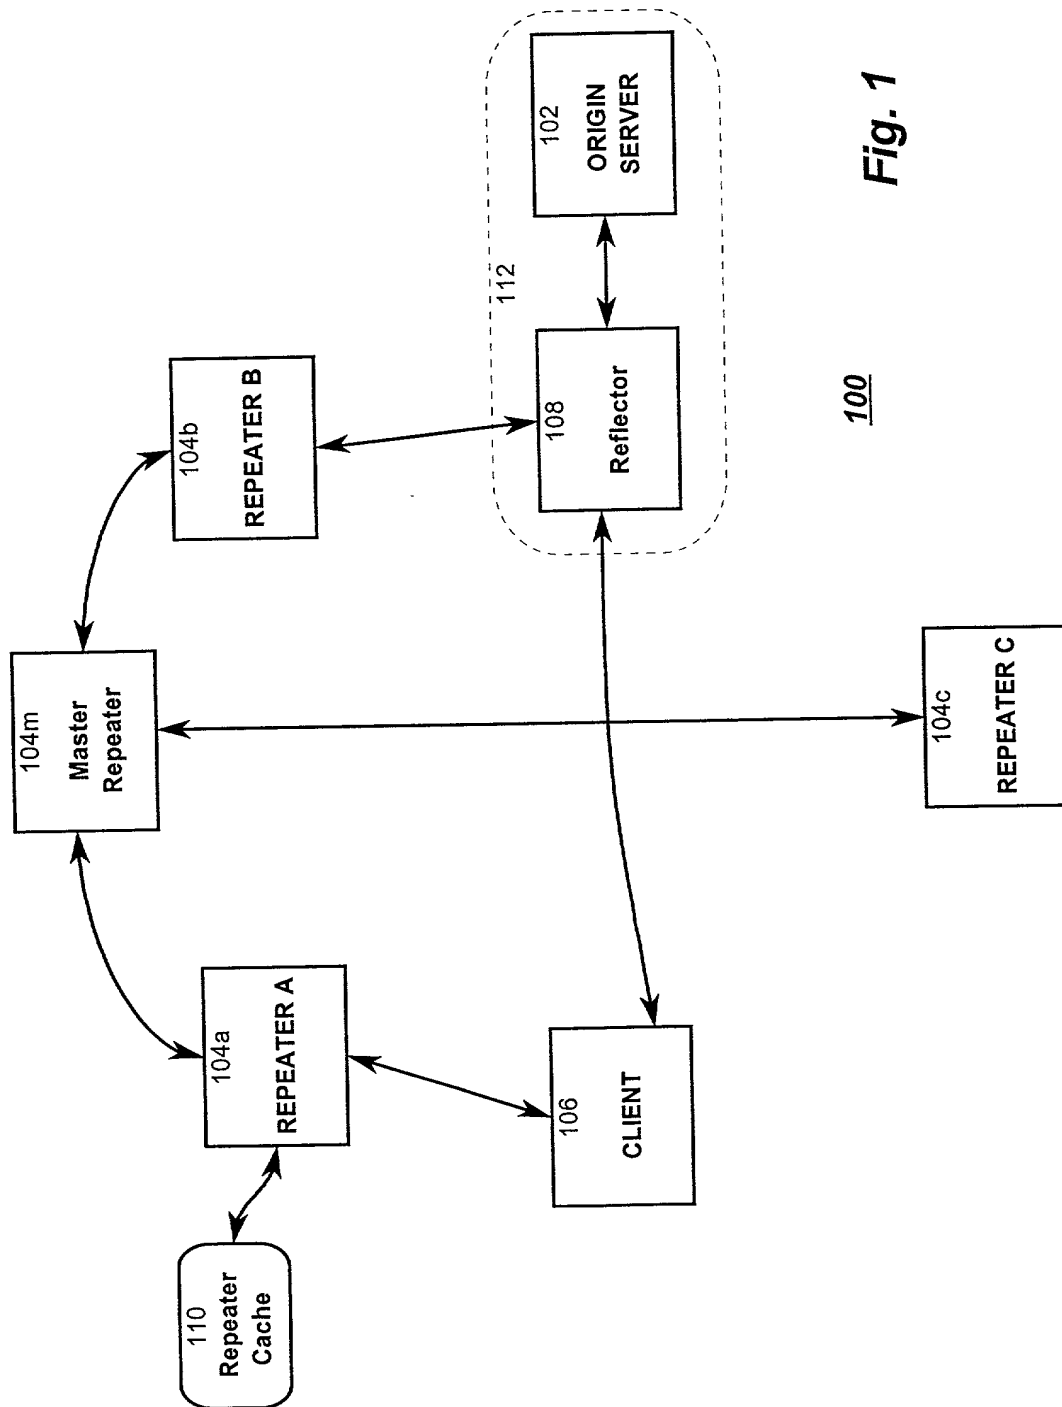 110
Repeater
Cache
104a
REPEATER A
104m
Master
Repeater
104b
REPEATER B
106
CLIENT
112
108
Reflector
102
ORIGIN
SERVER
104c
REPEATER C
100
Fig. 1